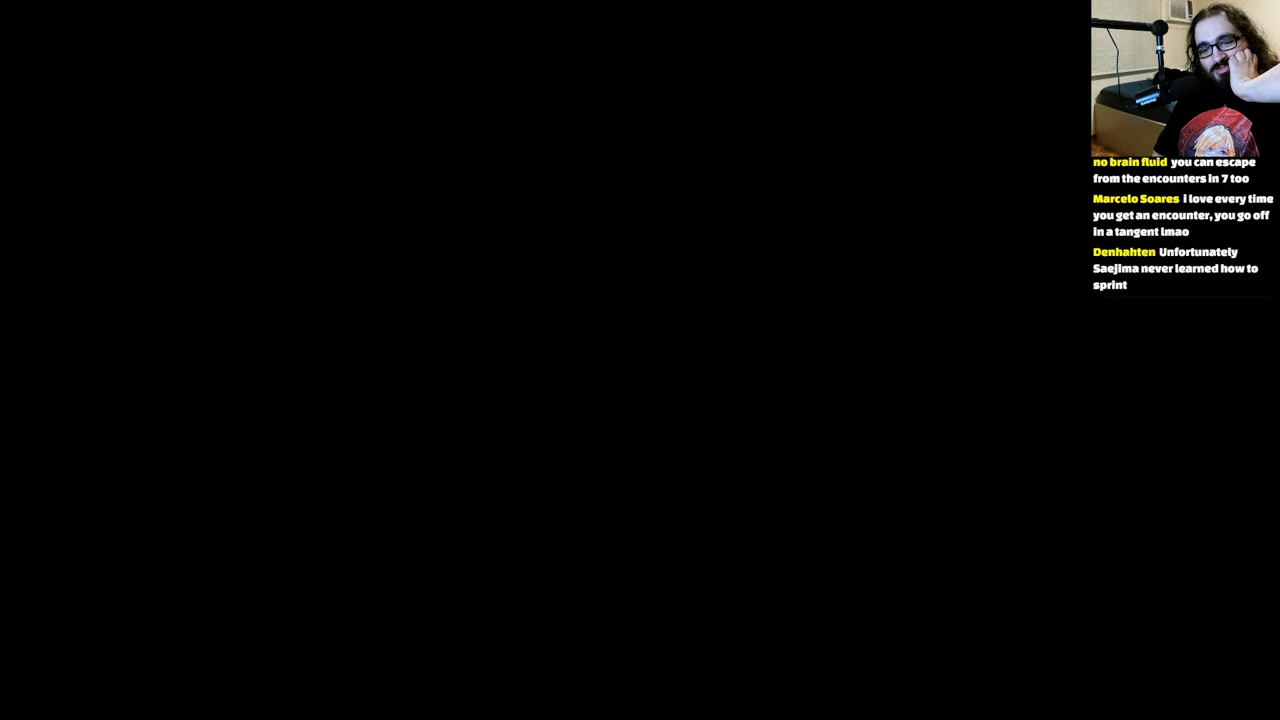 no brain fluid you can escape
from the encounters in 7 too
Marcelo Soares i love every time
you get an encounter, you go off
in a tangent lmao
Denhahten Unfortunately
Saejima never learned how to
sprint